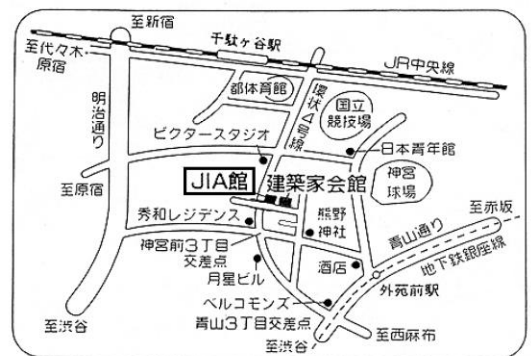 至新宿
千駄ヶ谷駅
至代々木・
原宿
JR中央線
都体育館
明治通り
環状4号線
国立
競技場
ビクタースタジオ
日本青年館
JIA館
建築家会館
神宮
球場
至原宿
秀和レジデンス
熊野
神社
至赤坂
青山通り
神宮前3丁目
交差点
地下鉄銀座線
酒店
月星ビル
外苑前駅
ベルコモンズ
青山3丁目交差点
至渋谷
至渋谷
至西麻布